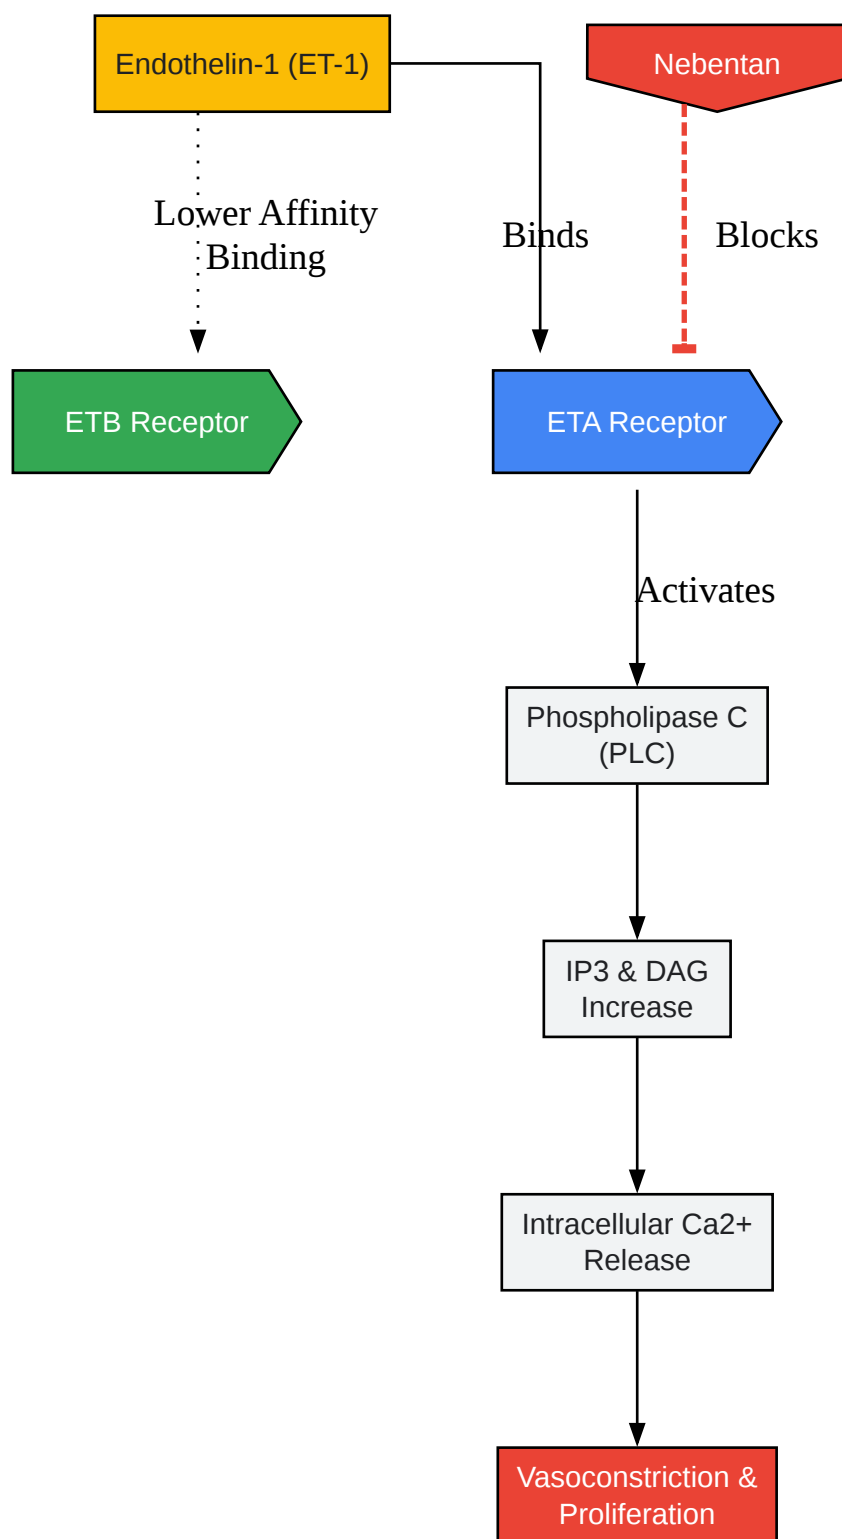 Endothelin-1 (ET-1)
Nebentan
Lower Affinity
Binding
Binds
Blocks
ETB Receptor
ETA Receptor
Activates
Phospholipase C
(PLC)
IP3 & DAG
Increase
Intracellular Ca2+
Release
Vasoconstriction &
Proliferation